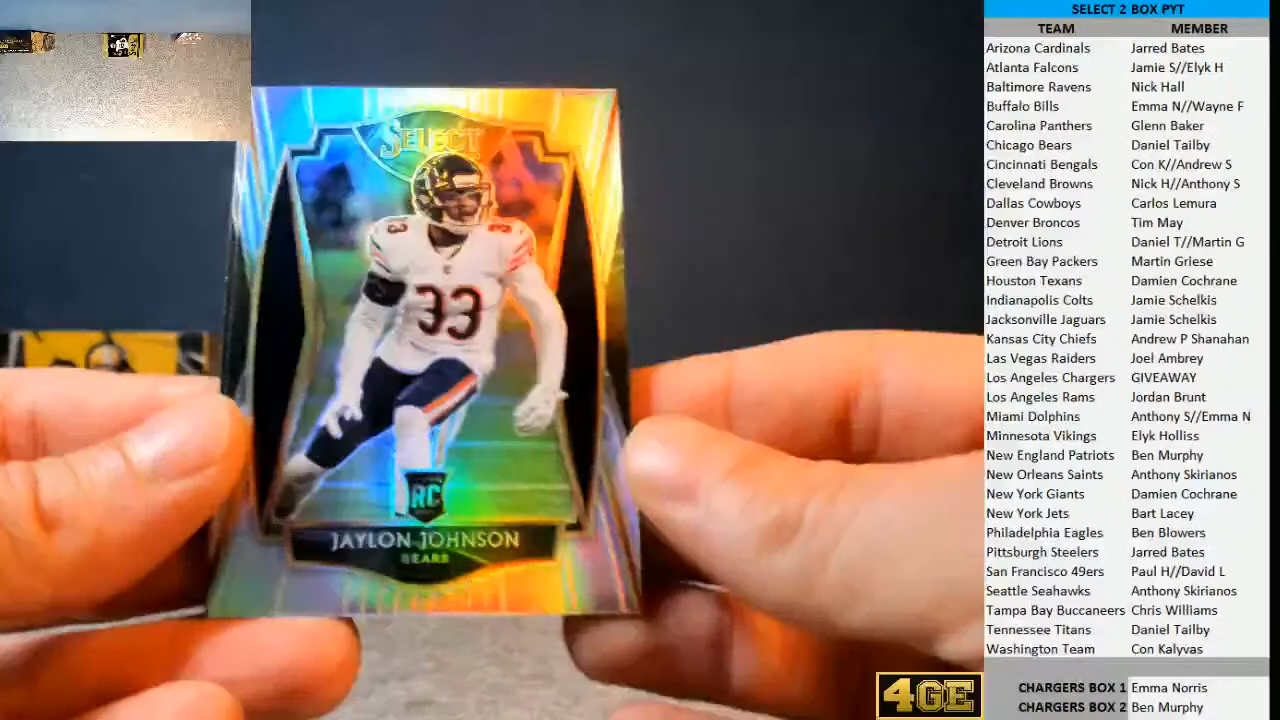 SELECT
33
33
RC
JAYLON JOHNSON
BEARS
4GE
SELECT 2 BOX PYT
TEAM MEMBER
Arizona Cardinals Jarred Bates
Atlanta Falcons Jamie S//Elyk H
Baltimore Ravens Nick Hall
Buffalo Bills Emma N//Wayne F
Carolina Panthers Glenn Baker
Chicago Bears Daniel Tailby
Cincinnati Bengals Con K//Andrew S
Cleveland Browns Nick H//Anthony S
Dallas Cowboys Carlos Lemura
Denver Broncos Tim May
Detroit Lions Daniel T//Martin G
Green Bay Packers Martin Griese
Houston Texans Damien Cochrane
Indianapolis Colts Jamie Schelkis
Jacksonville Jaguars Jamie Schelkis
Kansas City Chiefs Andrew P Shanahan
Las Vegas Raiders Joel Ambrey
Los Angeles Chargers GIVEAWAY
Los Angeles Rams Jordan Brunt
Miami Dolphins Anthony S//Emma N
Minnesota Vikings Elyk Holliss
New England Patriots Ben Murphy
New Orleans Saints Anthony Skirianos
New York Giants Damien Cochrane
New York Jets Bart Lacey
Philadelphia Eagles Ben Blowers
Pittsburgh Steelers Jarred Bates
San Francisco 49ers Paul H//David L
Seattle Seahawks Anthony Skirianos
Tampa Bay Buccaneers Chris Williams
Tennessee Titans Daniel Tailby
Washington Team Con Kalyvas
CHARGERS BOX 1 Emma Norris
CHARGERS BOX 2 Ben Murphy